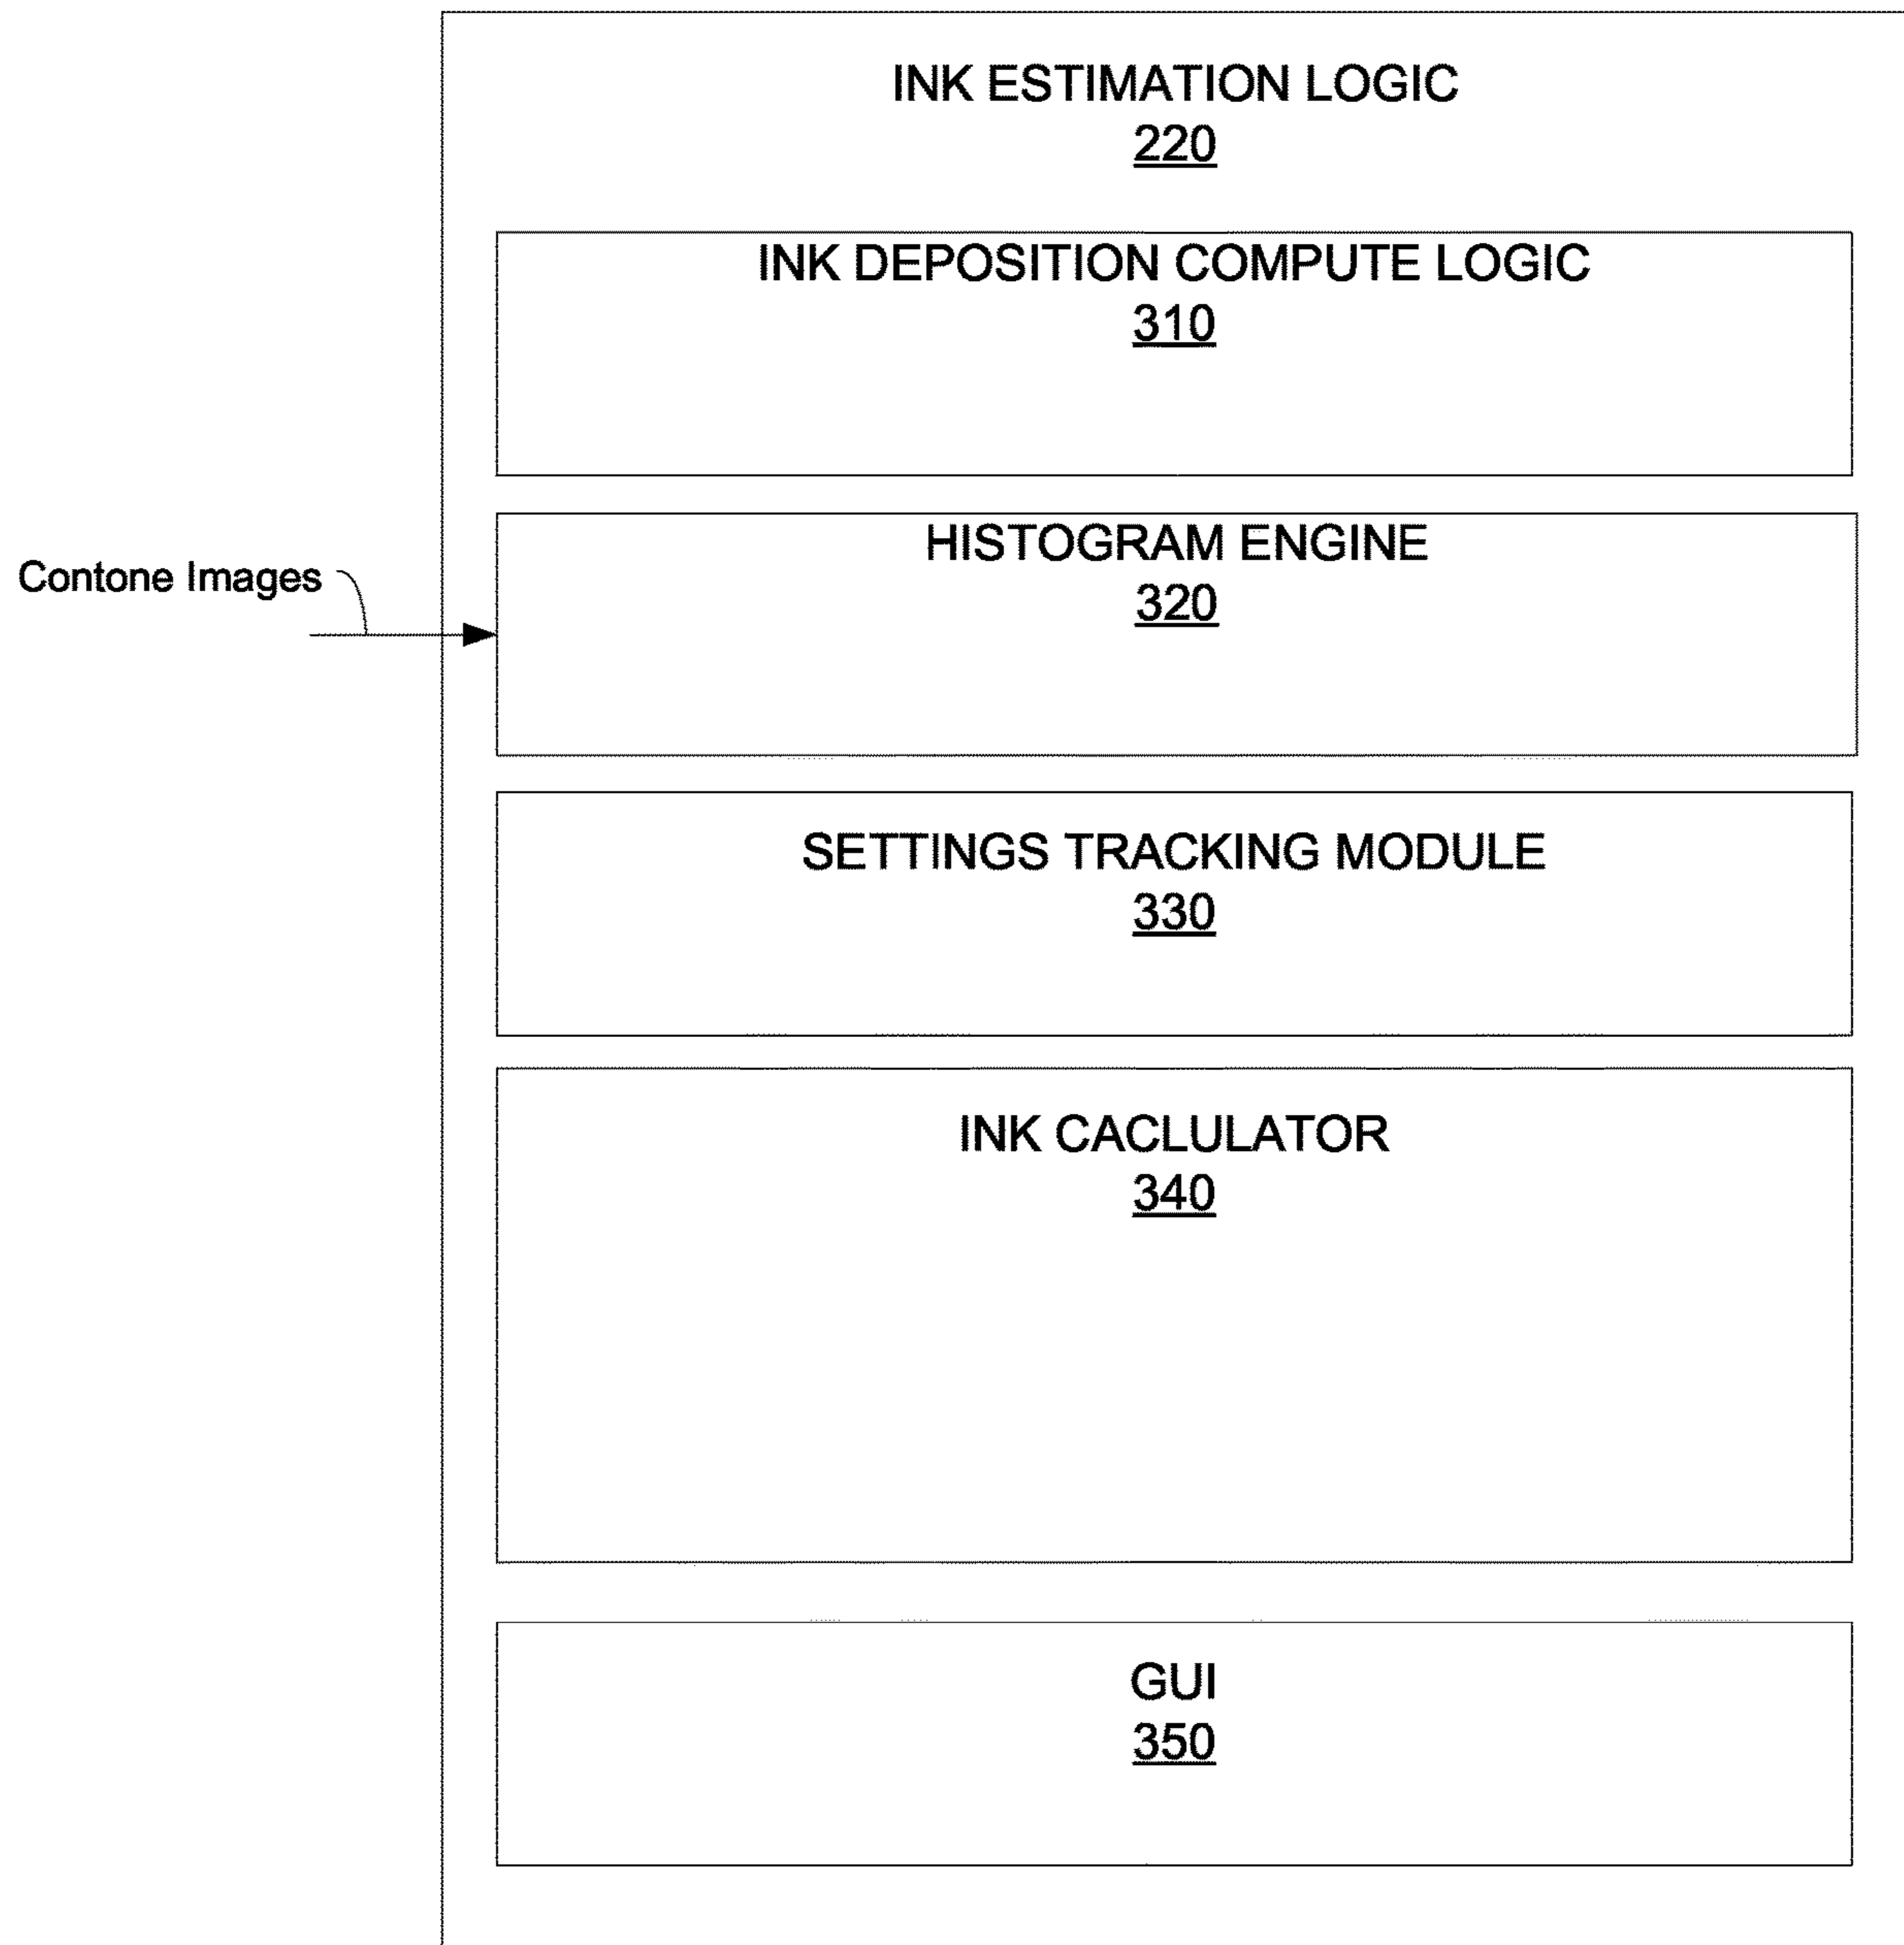 INK ESTIMATION LOGIC
220
INK DEPOSITION COMPUTE LOGIC
310
HISTOGRAM ENGINE
320
Contone Images
SETTINGS TRACKING MODULE
330
INK CACLULATOR
340
GUI
350